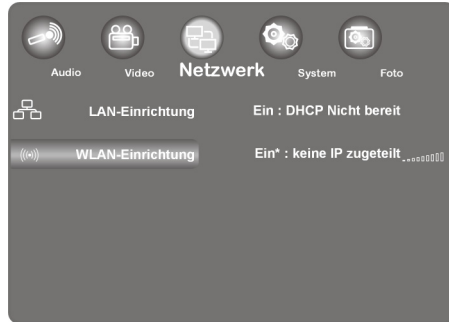 Audio Video Netzwerk System Foto
LAN-Einrichtung Ein : DHCP Nicht bereit
WLAN-Einrichtung Ein* : keine IP zugeteilt